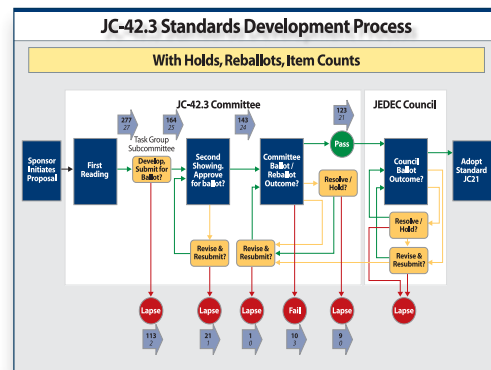 JC-42.3 Standards Development Process
With Holds, Reballots, Item Counts
JC-42.3 Committee
JEDEC Council
277
27
164
25
143
24
123
21
Task Group
Subcommittee
Sponsor
Initiates
Proposal
First
Reading
Develop,
Submit for
Ballot?
Second
Showing.
Approve
for ballot?
Committee
Ballot /
Reballot
Outcome?
Pass
Resolve /
Hold?
Council
Ballot
Outcome?
Adopt
Standard
JC21
Resolve /
Hold?
Revise &
Resubmit?
Revise &
Resubmit?
Revise &
Resubmit?
Lapse
Lapse
Lapse
Fail
Lapse
Lapse
113
2
21
1
1
0
10
3
9
0